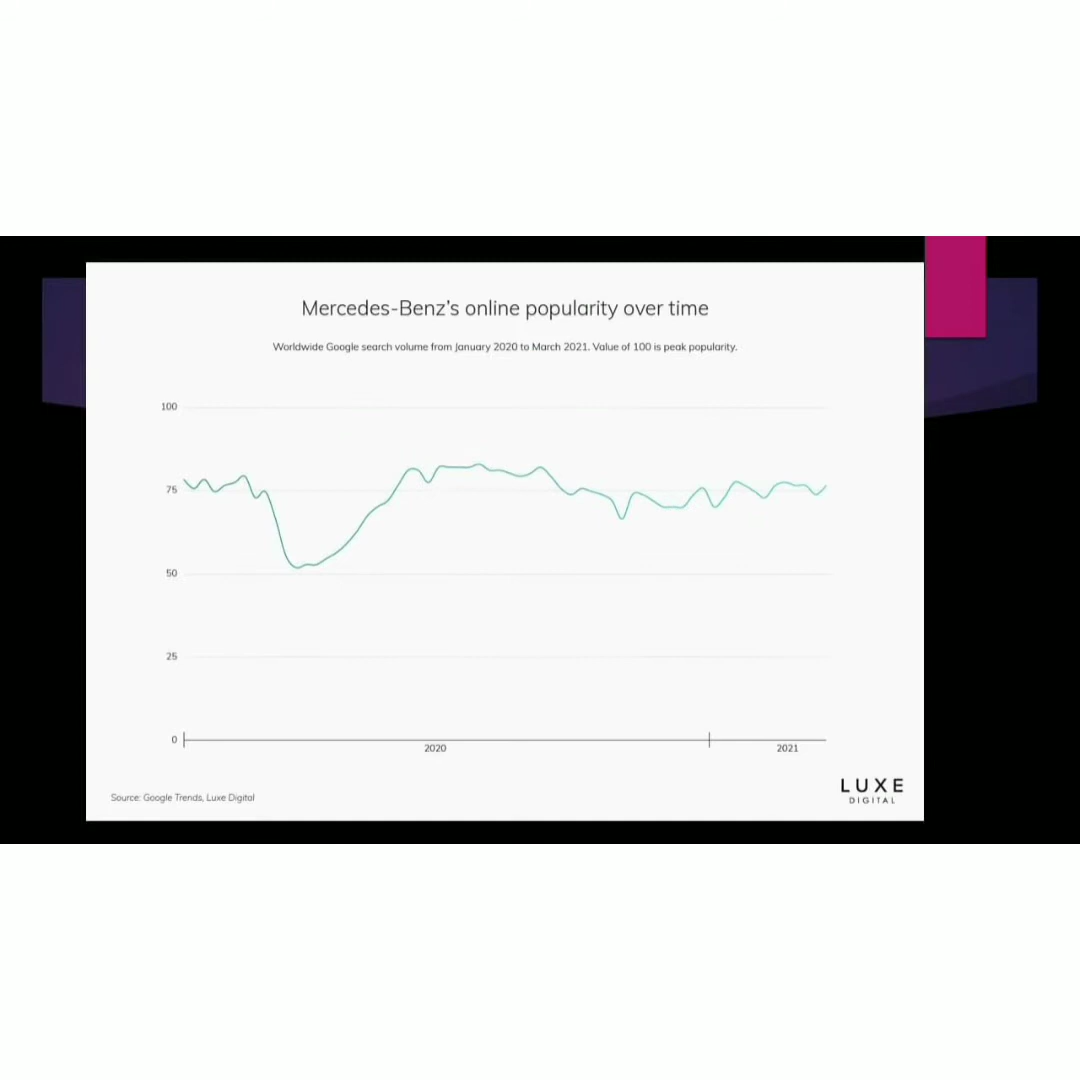 Mercedes-Benz's online popularity over time
Worldwide Google search volume from January 2020 to March 2021. Value of 100 is peak popularity.
100
75
50
25
0
2020
2021
Source: Google Trends, Luxe Digital
LUXE
DIGITAL